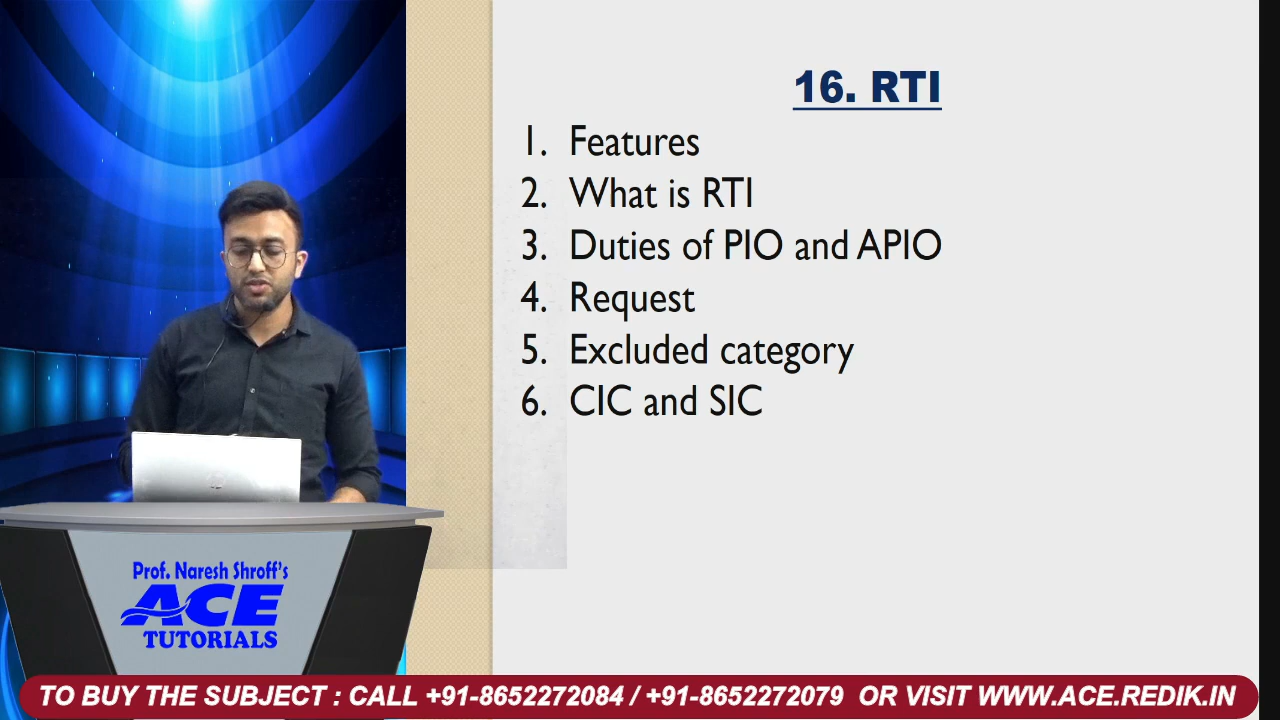 16. RTI
1. Features
2. What is RTI
3. Duties of PIO and APIO
4. Request
5. Excluded category
6. CIC and SIC
Prof. Naresh Shroff's
ACE
TUTORIALS
TO BUY THE SUBJECT : CALL +91-8652272084 / +91-8652272079 OR VISIT WWW.ACE.REDIK.IN